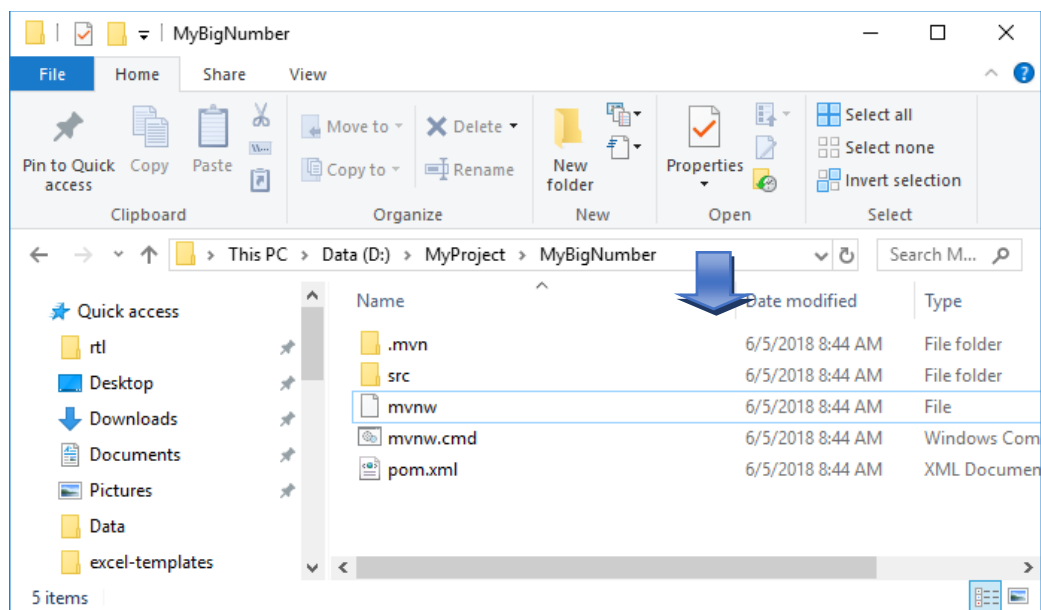 MyBigNumber
File Home Share View
Pin to Quick access
Copy
Paste
Clipboard
Move to
Copy to
Delete
Rename
Organize
New folder
New
Properties
Open
Select all
Select none
Invert selection
Select
This PC > Data (D:) > MyProject > MyBigNumber
Search M...
Quick access
rtl
Desktop
Downloads
Documents
Pictures
Data
excel-templates
Name Date modified Type
.mvn 6/5/2018 8:44 AM File folder
src 6/5/2018 8:44 AM File folder
mvnw 6/5/2018 8:44 AM File
mvnw.cmd 6/5/2018 8:44 AM Windows Com
pom.xml 6/5/2018 8:44 AM XML Documen
5 items